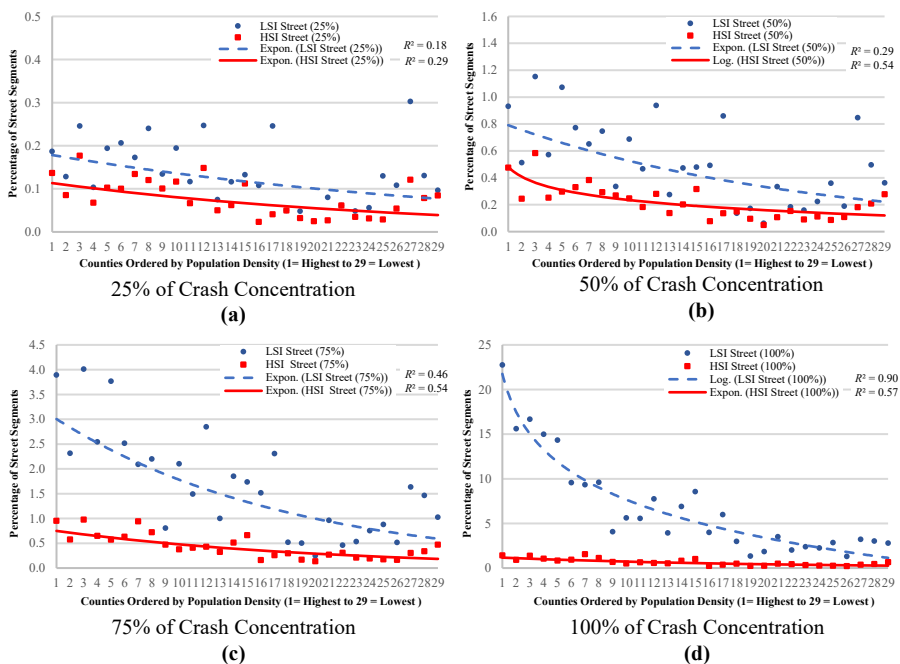 0.5
0.4
0.3
0.2
0.1
0.0
Percentage of Street Segments
LSI Street (25%)
HSI Street (25%)
Expon. (LSI Street (25%))
Expon. (HSI Street (25%))
R² = 0.18
R² = 0.29
1 2 3 4 5 6 7 8 9 10 11 12 13 14 15 16 17 18 19 20 21 22 23 24 25 26 27 28 29
Counties Ordered by Population Density (1= Highest to 29 = Lowest )
25% of Crash Concentration
(a)
1.6
1.4
1.2
1.0
0.8
0.6
0.4
0.2
0.0
Percentage of Street Segments
LSI Street (50%)
HSI Street (50%)
Expon. (LSI Street (50%))
Log. (HSI Street (50%))
R² = 0.29
R² = 0.54
1 2 3 4 5 6 7 8 9 10 11 12 13 14 15 16 17 18 19 20 21 22 23 24 25 26 27 28 29
Counties Ordered by Population Density (1= Highest to 29 = Lowest )
50% of Crash Concentration
(b)
4.5
4.0
3.5
3.0
2.5
2.0
1.5
1.0
0.5
0.0
Percentage of Street Segments
LSI Street (75%)
HSI Street (75%)
Expon. (LSI Street (75%))
Expon. (HSI Street (75%))
R² = 0.46
R² = 0.54
1 2 3 4 5 6 7 8 9 10 11 12 13 14 15 16 17 18 19 20 21 22 23 24 25 26 27 28 29
Counties Ordered by Population Density (1= Highest to 29 = Lowest )
75% of Crash Concentration
(c)
25
20
15
10
5
0
Percentage of Street Segments
LSI Street (100%)
HSI Street (100%)
Log. (LSI Street (100%))
Expon. (HSI Street (100%))
R² = 0.90
R² = 0.57
1 2 3 4 5 6 7 8 9 10 11 12 13 14 15 16 17 18 19 20 21 22 23 24 25 26 27 28 29
Counties Ordered by Population Density (1= Highest to 29 = Lowest )
100% of Crash Concentration
(d)